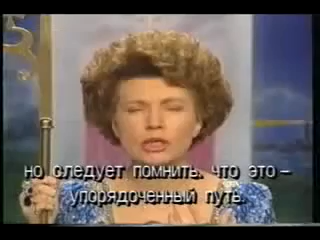 но следует помнить, что это –
упорядоченный путь.